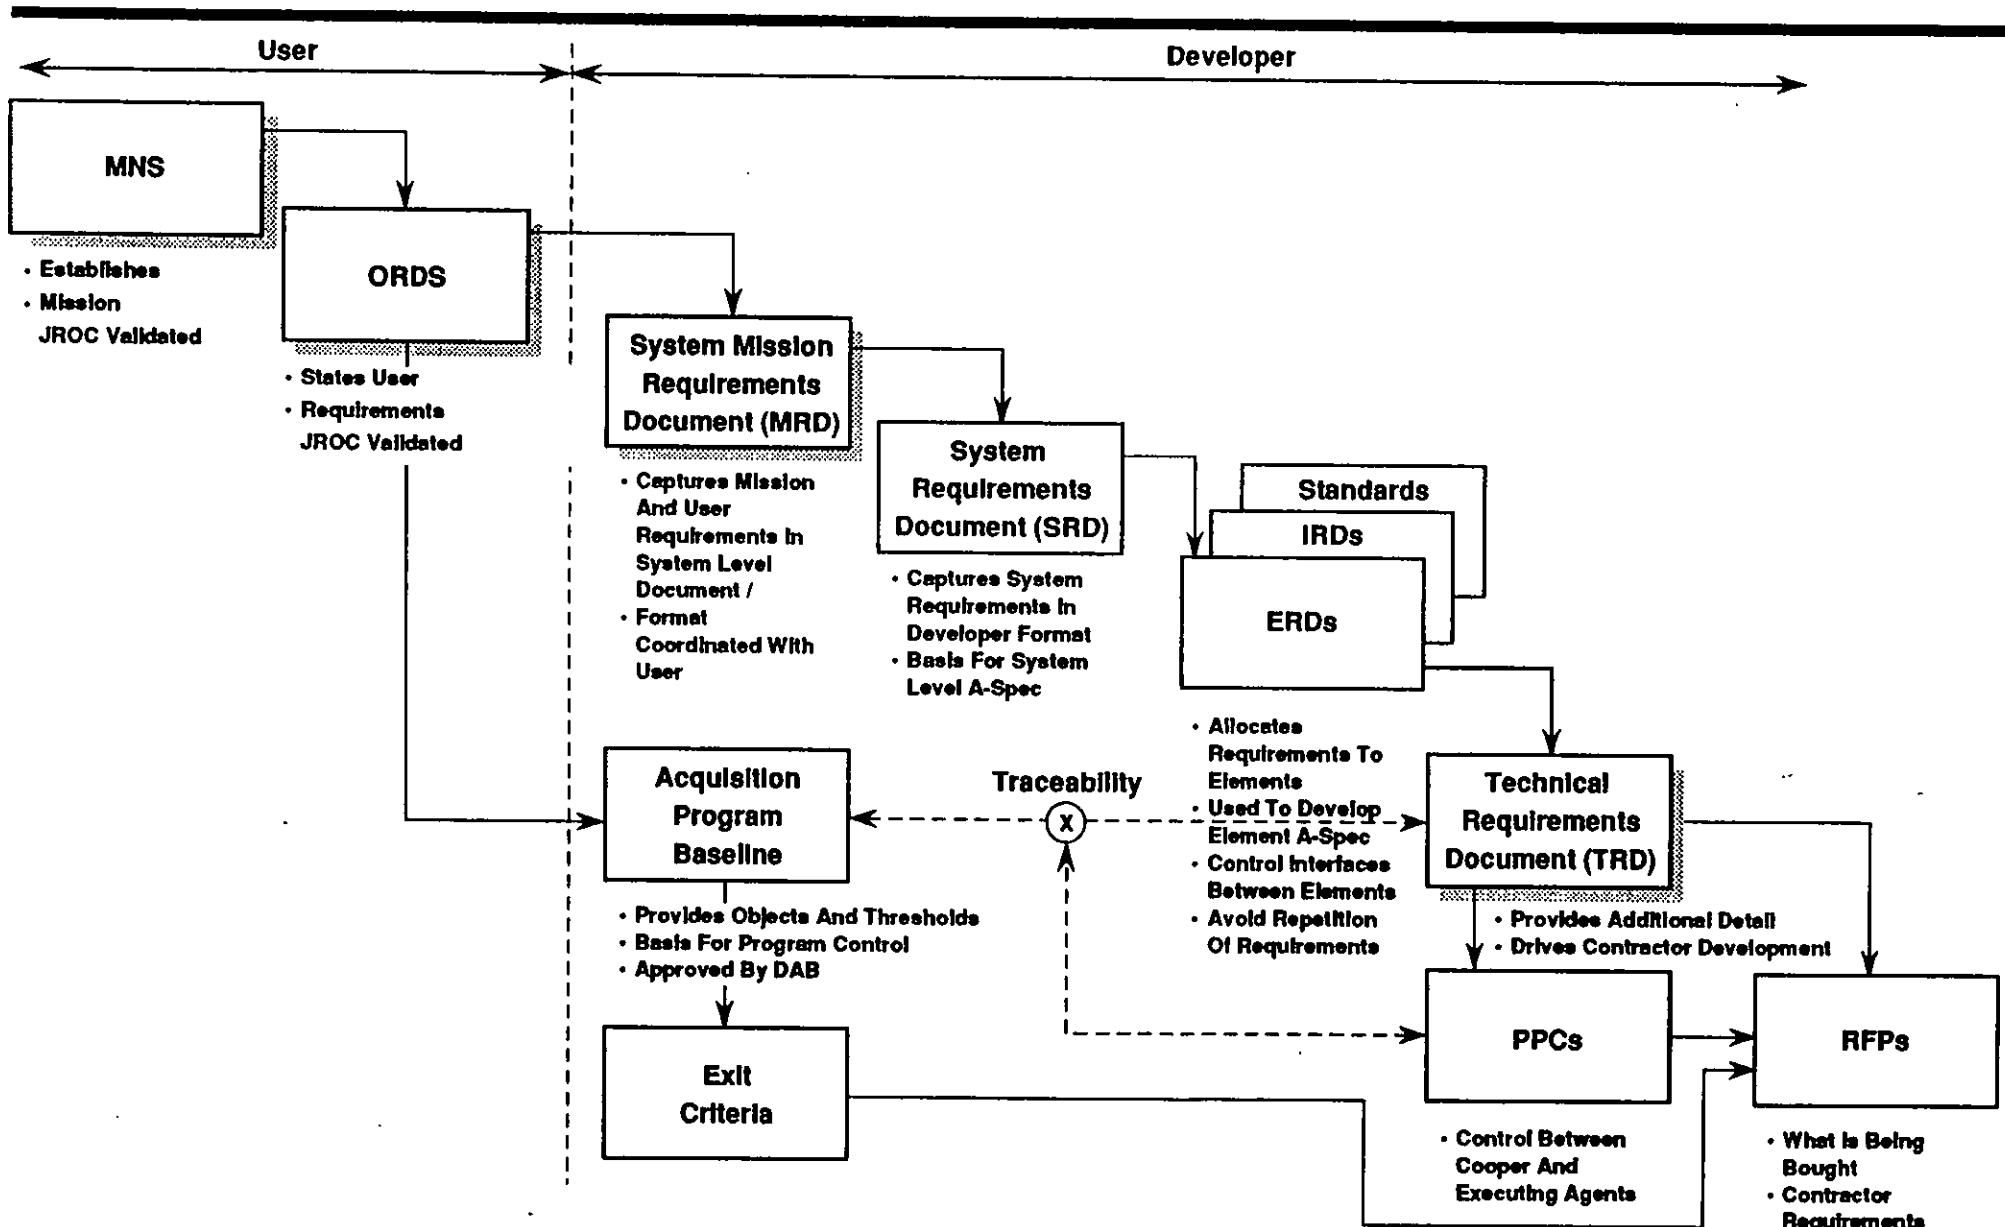 User
Developer
MNS
• Establishes
• Mission
JROC Validated
ORDS
• States User
• Requirements
JROC Validated
System Mission
Requirements
Document (MRD)
• Captures Mission
And User
Requirements In
System Level
Document /
• Format
Coordinated With
User
System
Requirements
Document (SRD)
• Captures System
Requirements In
Developer Format
• Basis For System
Level A-Spec
Standards
IRDs
ERDs
• Allocates
Requirements To
Elements
• Used To Develop
Element A-Spec
• Control Interfaces
Between Elements
• Avoid Repetition
Of Requirements
Acquisition
Program
Baseline
• Provides Objects And Thresholds
• Basis For Program Control
• Approved By DAB
Traceability
X
Technical
Requirements
Document (TRD)
• Provides Additional Detail
• Drives Contractor Development
Exit
Criteria
PPCs
• Control Between
Cooper And
Executing Agents
RFPs
• What Is Being
Bought
• Contractor
Requirements